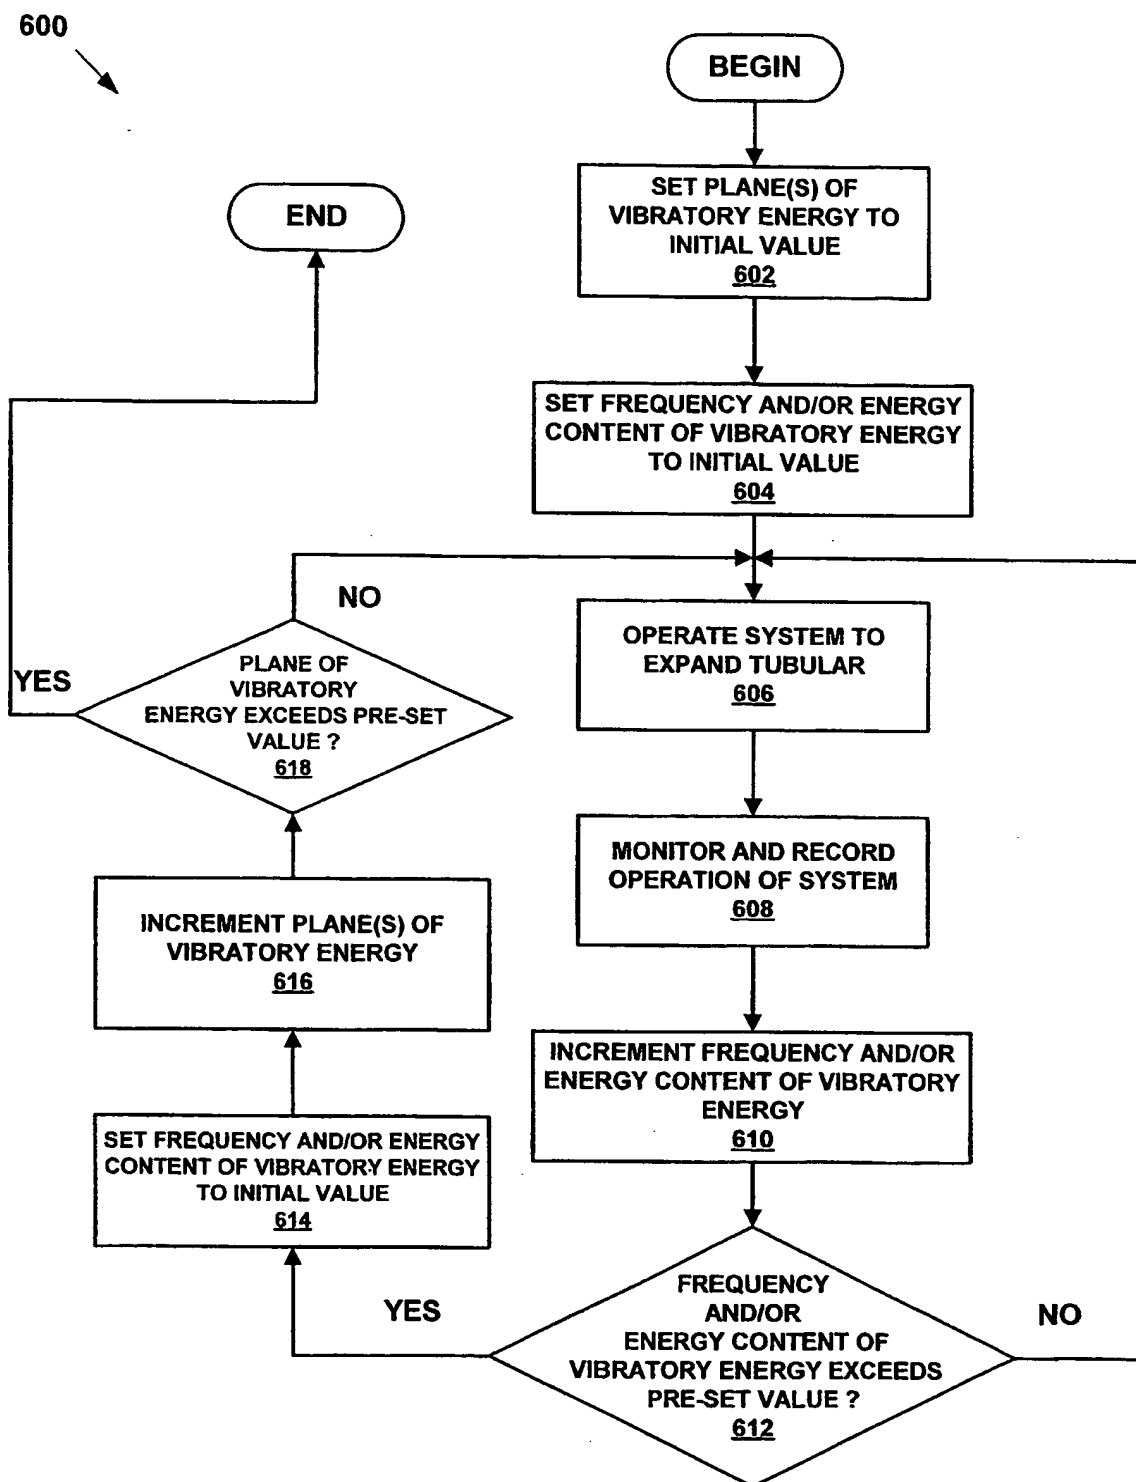 600
BEGIN
SET PLANE(S) OF
VIBRATORY ENERGY TO
INITIAL VALUE
602
END
SET FREQUENCY AND/OR ENERGY
CONTENT OF VIBRATORY ENERGY
TO INITIAL VALUE
604
NO
OPERATE SYSTEM TO
EXPAND TUBULAR
606
YES
PLANE OF
VIBRATORY
ENERGY EXCEEDS PRE-SET
VALUE ?
618
MONITOR AND RECORD
OPERATION OF SYSTEM
608
INCREMENT PLANE(S) OF
VIBRATORY ENERGY
616
INCREMENT FREQUENCY AND/OR
ENERGY CONTENT OF VIBRATORY
ENERGY
610
SET FREQUENCY AND/OR ENERGY
CONTENT OF VIBRATORY ENERGY
TO INITIAL VALUE
614
YES
FREQUENCY
AND/OR
ENERGY CONTENT OF
VIBRATORY ENERGY EXCEEDS
PRE-SET VALUE ?
612
NO